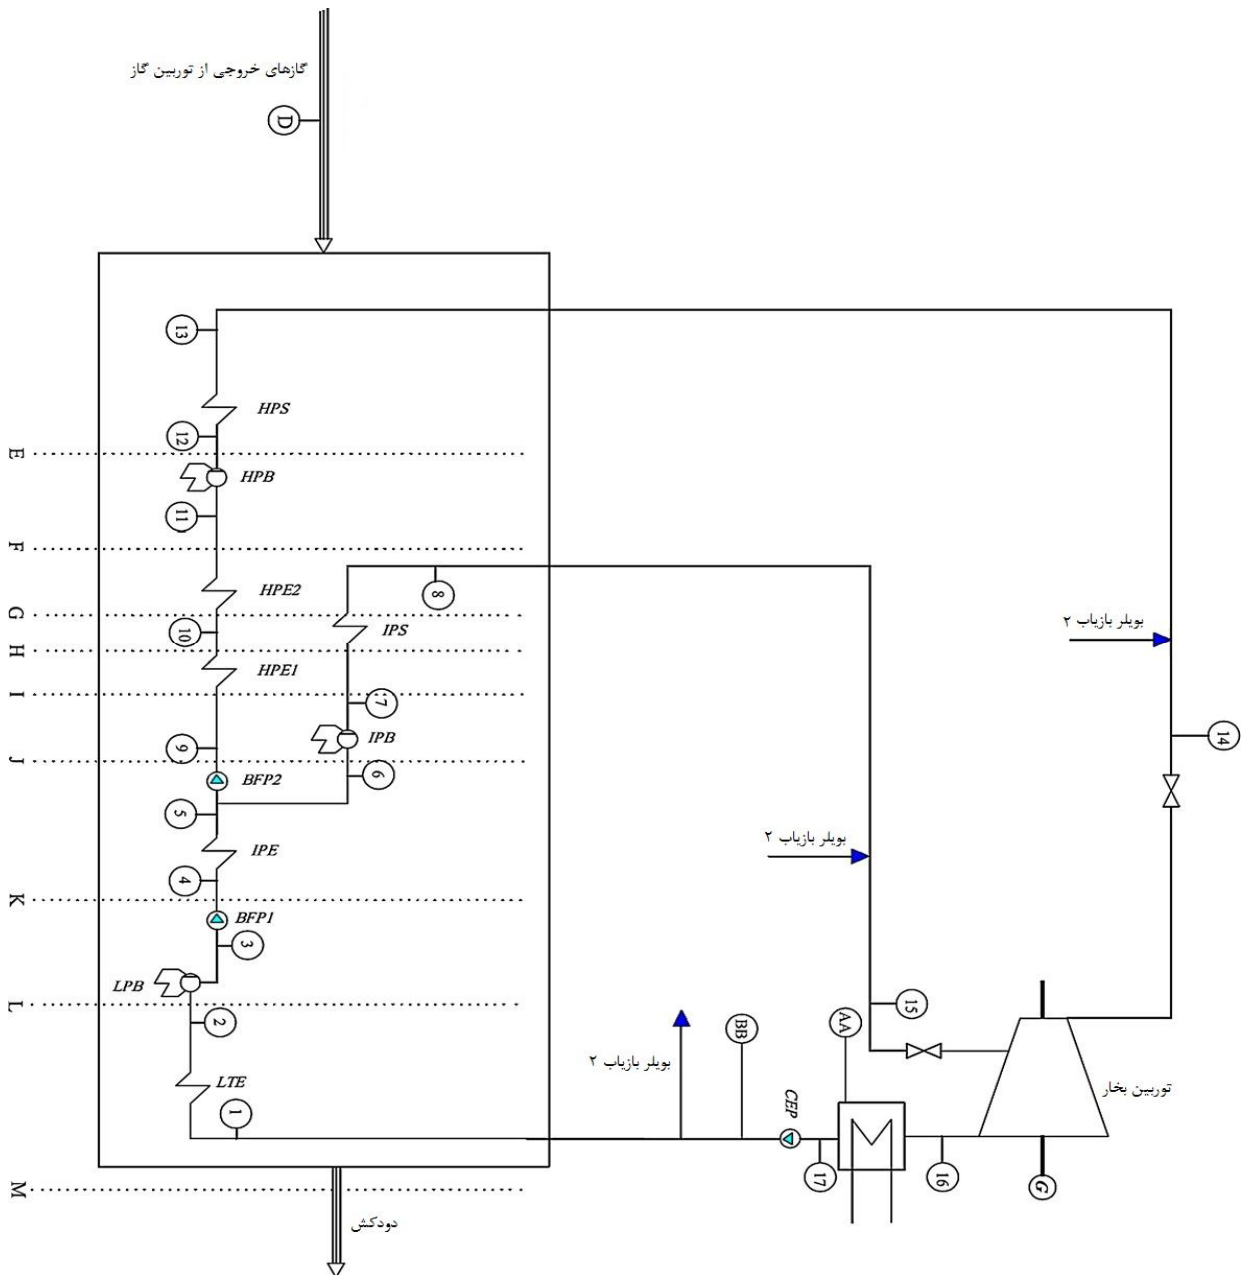 گازهای خروجی از توربین گاز
D
13
HPS
12
E
HPB
11
F
HPE2
8
G
IPS
10
بویلر بازیاب ۲
H
HPE1
I
7
14
IPB
9
J
6
BFP2
5
IPE
بویلر بازیاب ۲
4
K
BFP1
3
LPB
L
2
15
AA
BB
بویلر بازیاب ۲
LTE
CEP
توربین بخار
1
17
16
G
M
دودکش